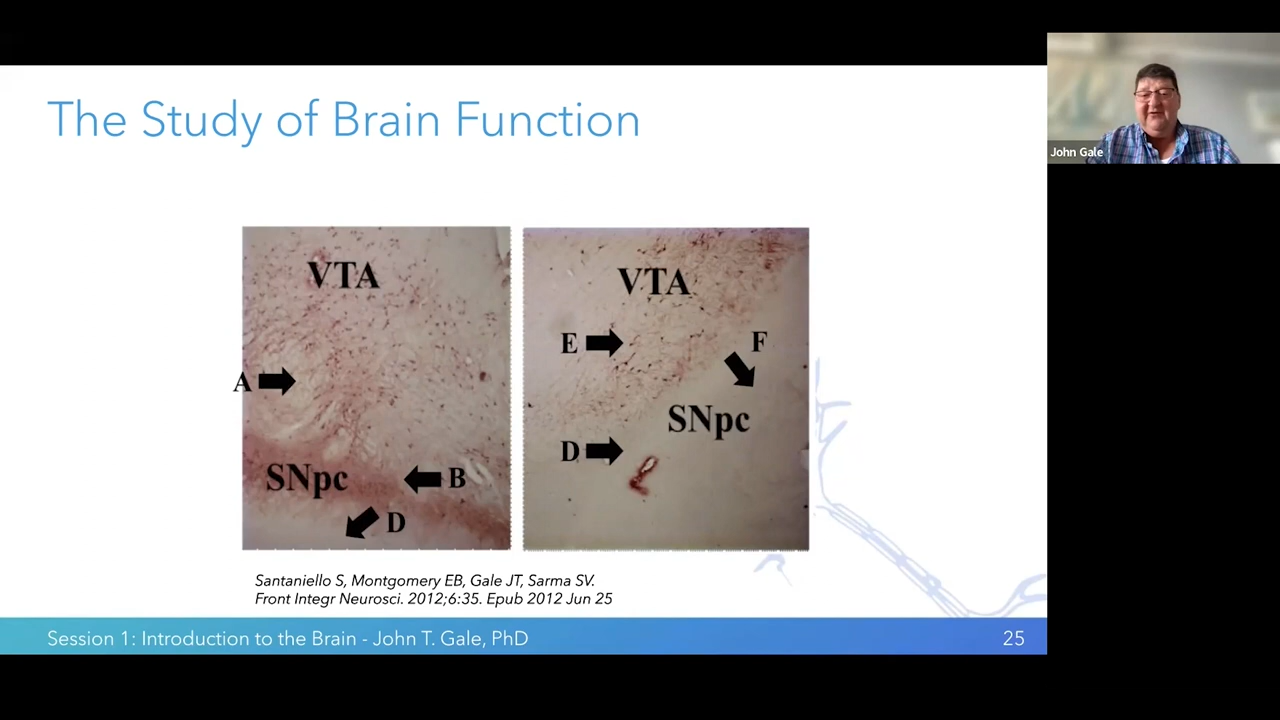 The Study of Brain Function
John Gale
VTA
A
SNpc
B
D
VTA
E
F
SNpc
D
Santaniello S, Montgomery EB, Gale JT, Sarma SV.
Front Integr Neurosci. 2012;6:35. Epub 2012 Jun 25
Session 1: Introduction to the Brain - John T. Gale, PhD
25